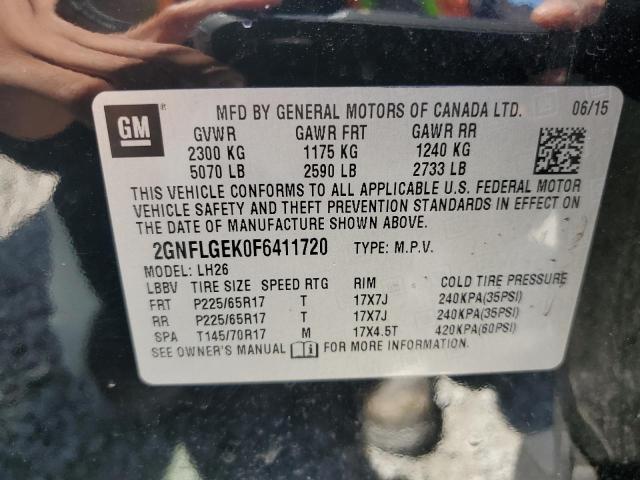 GM ®
MFD BY GENERAL MOTORS OF CANADA LTD. 06/15
GVWR GAWR FRT GAWR RR
2300 KG 1175 KG 1240 KG
5070 LB 2590 LB 2733 LB
THIS VEHICLE CONFORMS TO ALL APPLICABLE U.S. FEDERAL MOTOR
VEHICLE SAFETY AND THEFT PREVENTION STANDARDS IN EFFECT ON
THE DATE OF MANUFACTURE SHOWN ABOVE.
2GNFLGEK0F6411720 TYPE: M.P.V.
MODEL: LH26
LBBV TIRE SIZE SPEED RTG RIM COLD TIRE PRESSURE
FRT P225/65R17 T 17X7J 240KPA(35PSI)
RR P225/65R17 T 17X7J 240KPA(35PSI)
SPA T145/70R17 M 17X4.5T 420KPA(60PSI)
SEE OWNER'S MANUAL FOR MORE INFORMATION.